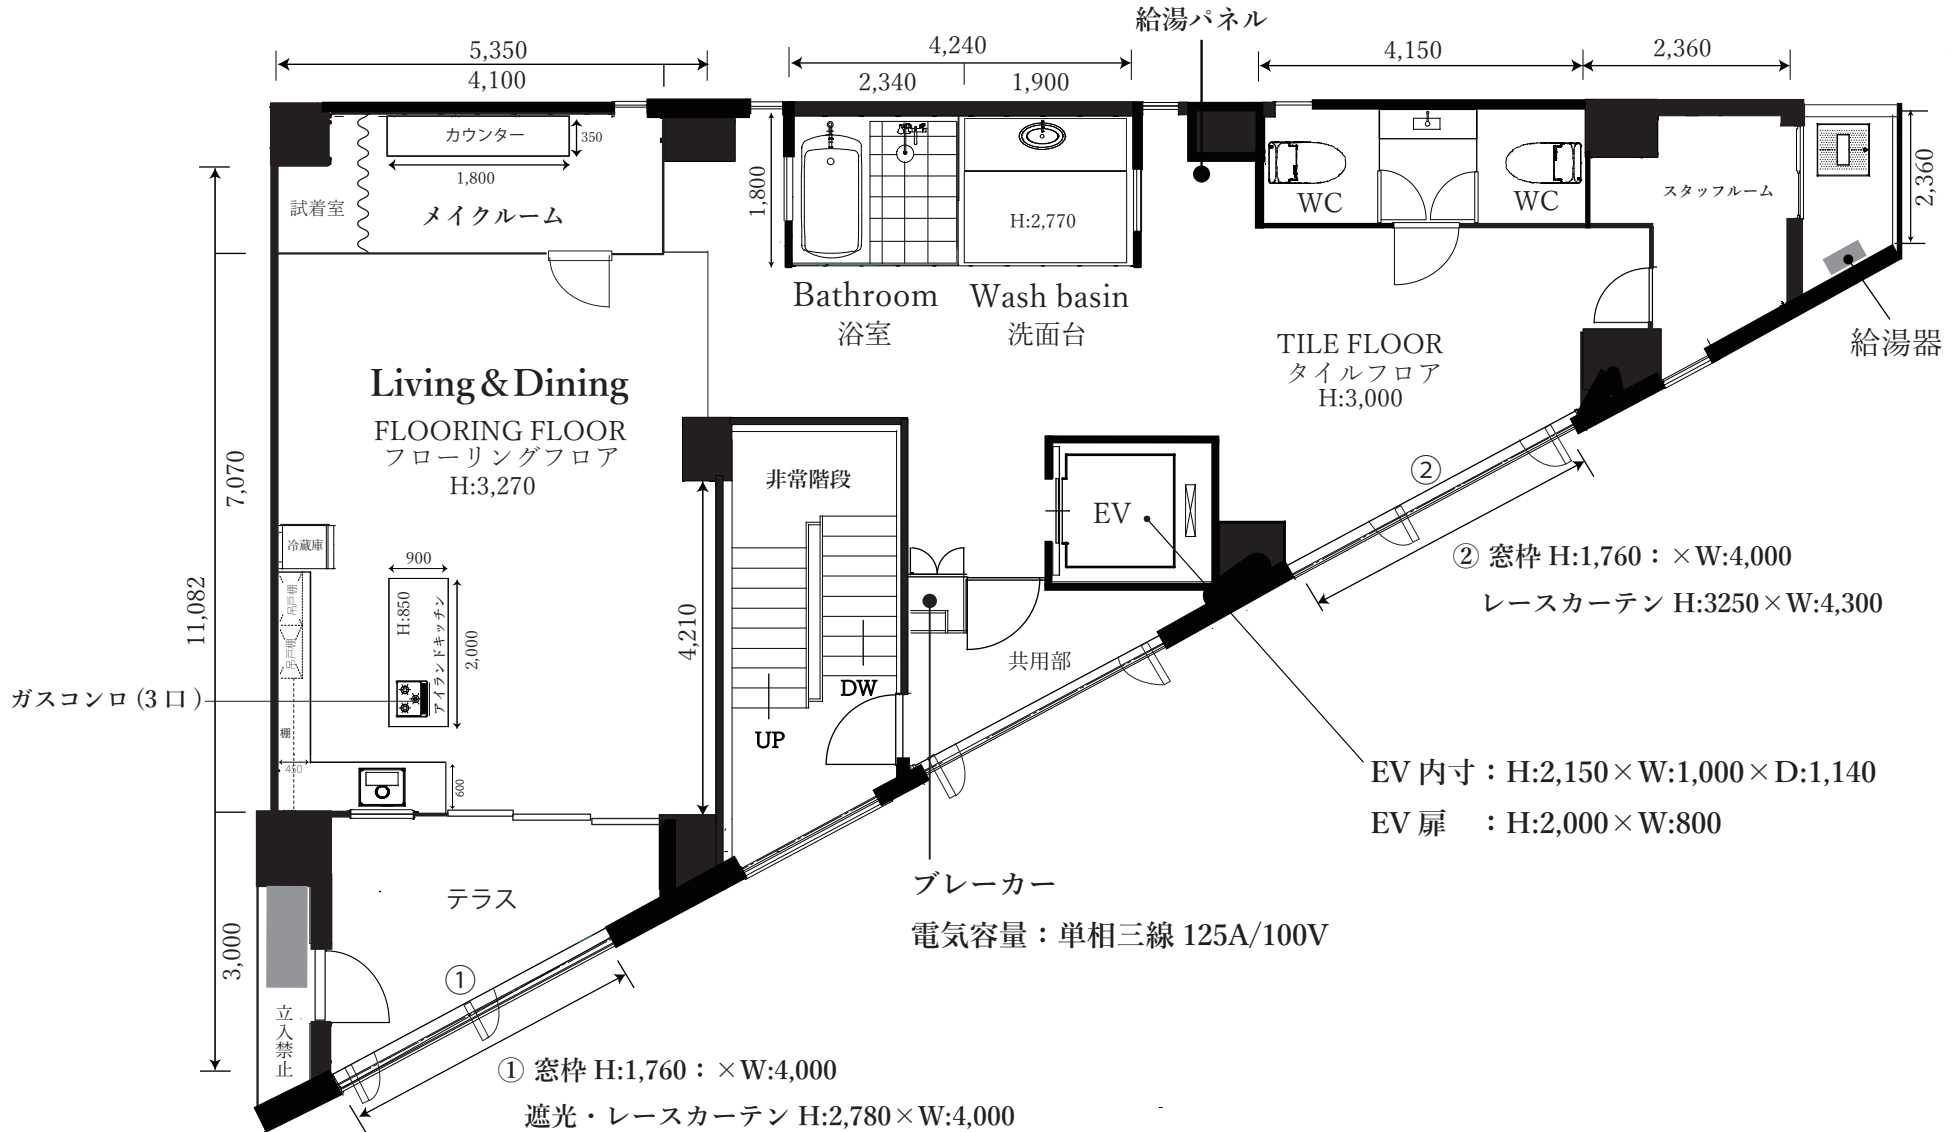 給湯パネル
5,350
4,100
4,240
2,340
1,900
4,150
2,360
カウンター
350
1,800
試着室
メイクルーム
1,800
H:2,770
WC
WC
スタッフルーム
2,360
Bathroom
浴室
Wash basin
洗面台
TILE FLOOR
タイルフロア
H:3,000
給湯器
Living&Dining
FLOORING FLOOR
フローリングフロア
H:3,270
7,070
11,082
3,000
非常階段
EV
②
冷蔵庫
吊戸棚
吊戸棚
900
H:850
アイランドキッチン
2,000
4,210
ガスコンロ (3 口 )
棚
450
600
DW
UP
共用部
② 窓枠 H:1,760：×W:4,000
レースカーテン H:3250×W:4,300
EV 内寸：H:2,150×W:1,000×D:1,140
EV 扉　：H:2,000×W:800
ブレーカー
電気容量：単相三線 125A/100V
テラス
①
立入禁止
① 窓枠 H:1,760：×W:4,000
遮光・レースカーテン H:2,780×W:4,000